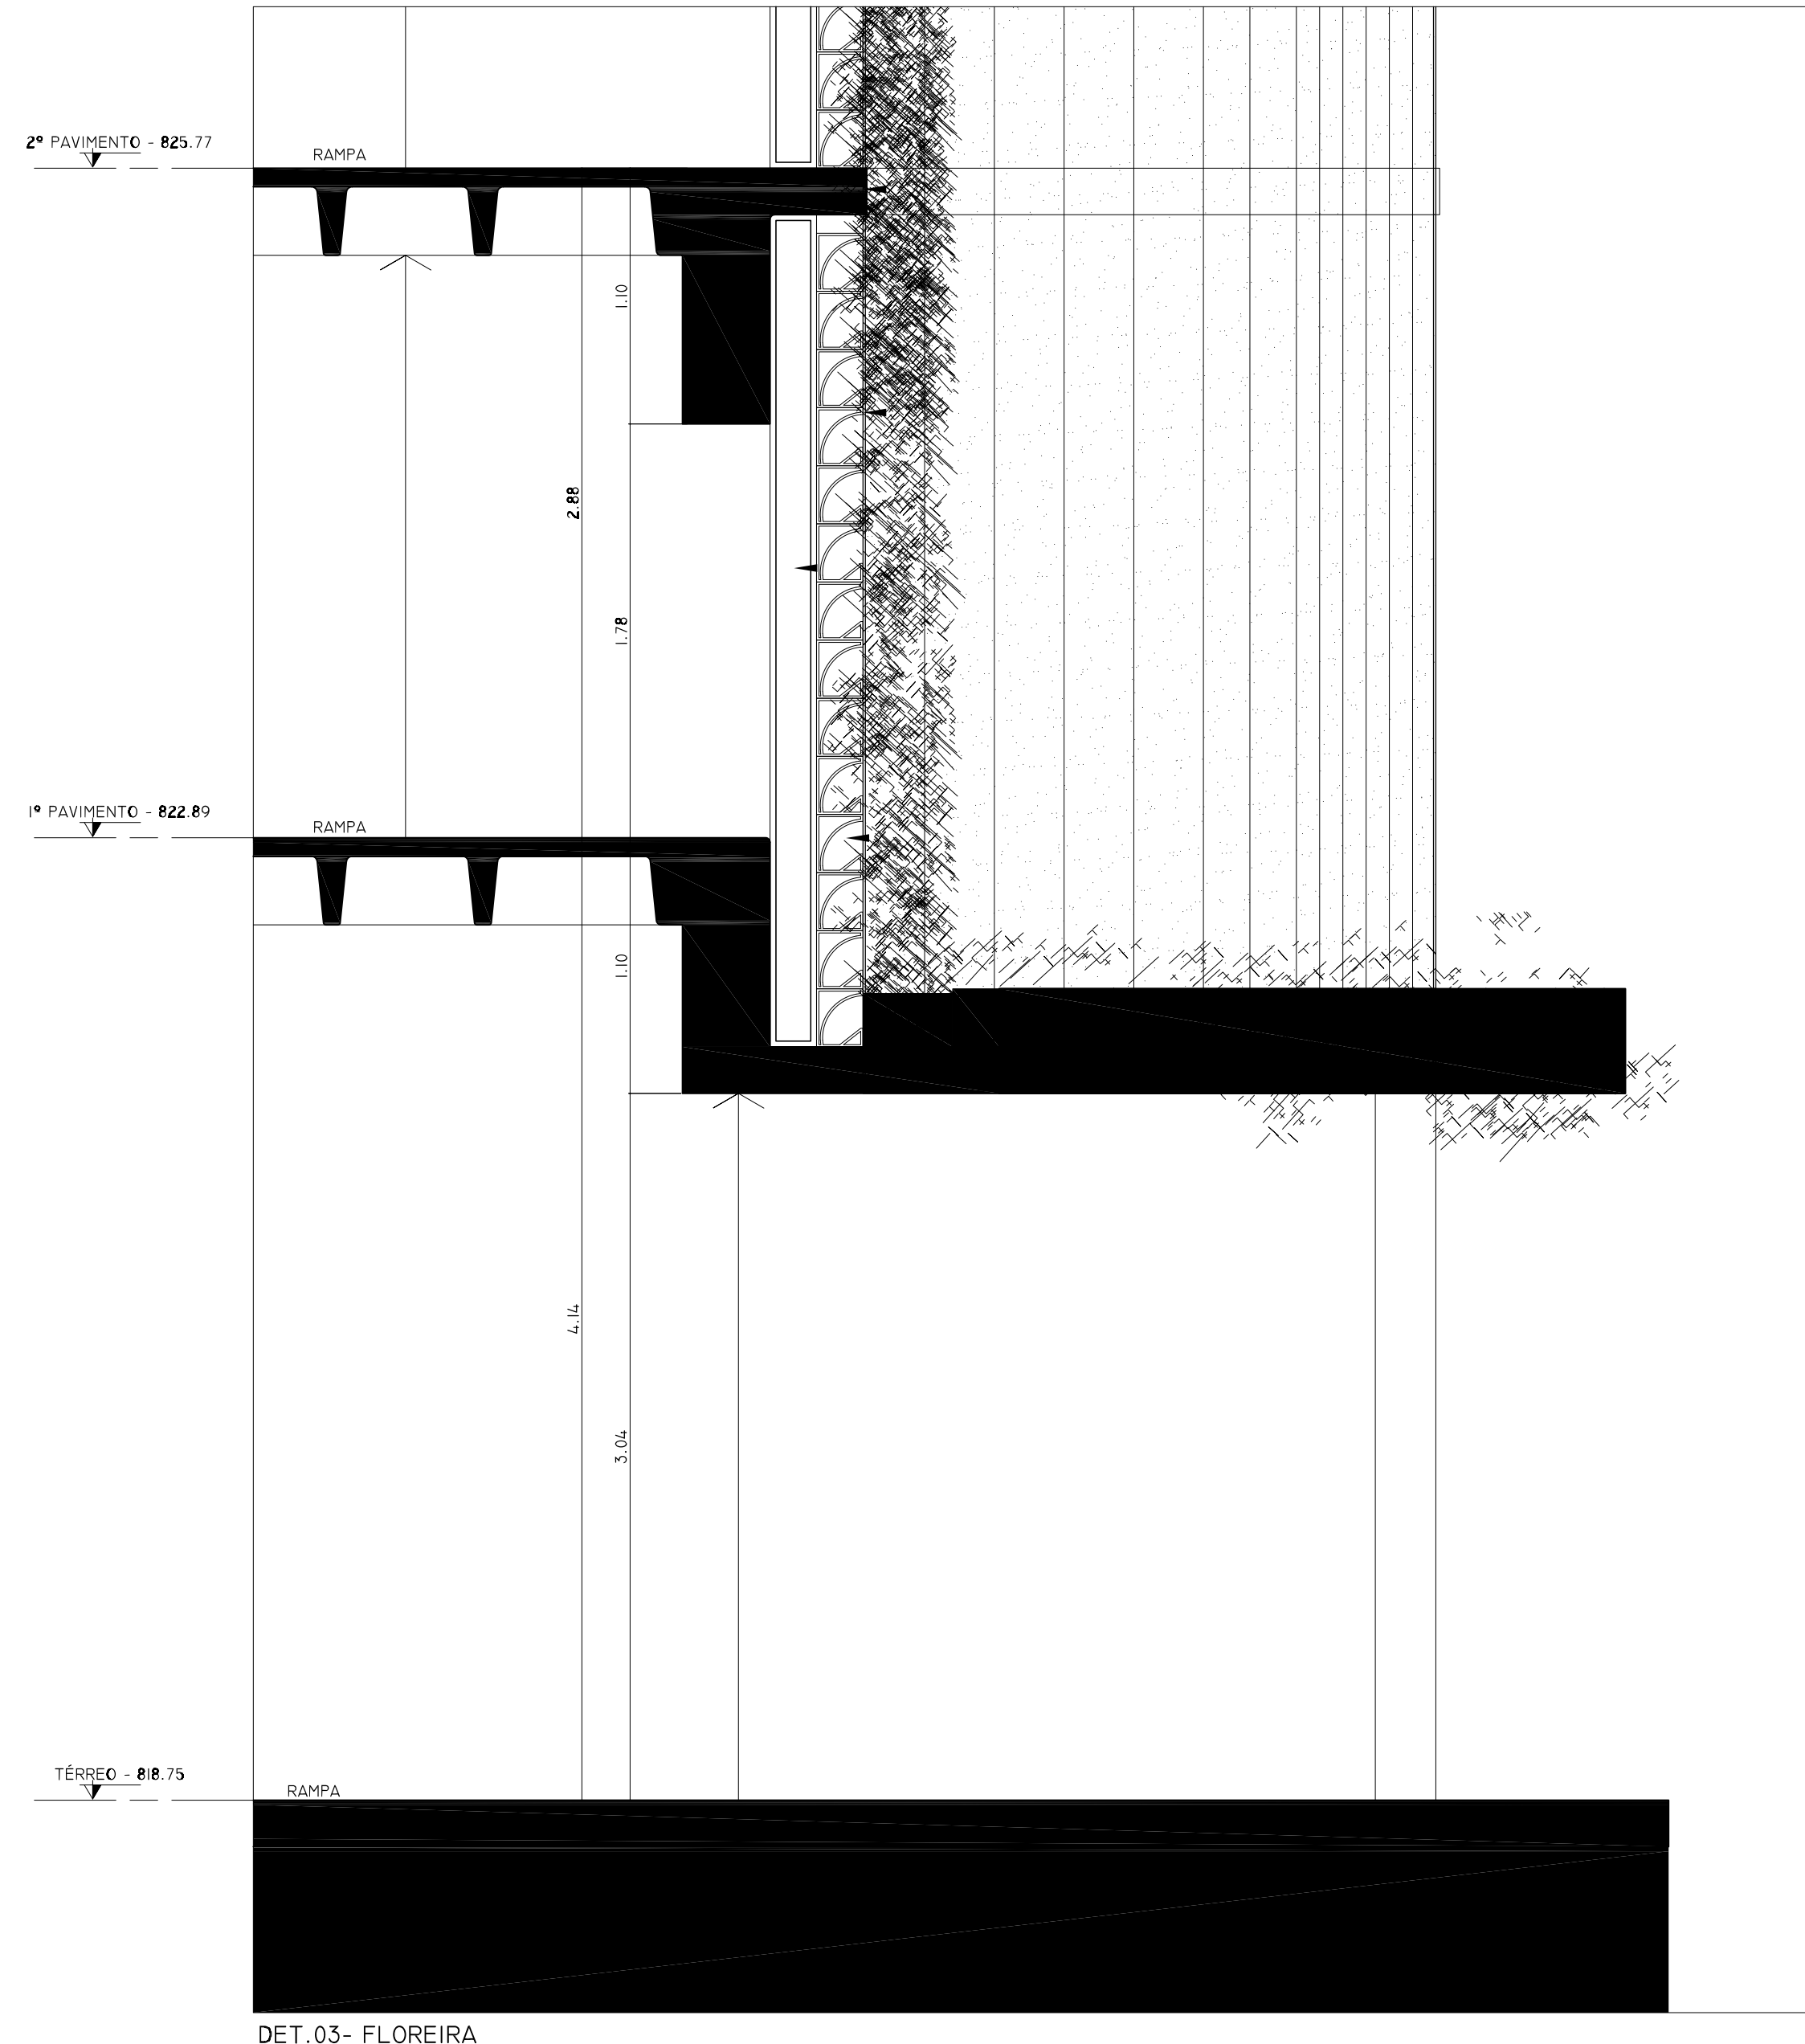 2º PAVIMENTO - 825.77
RAMPA
1.10
2.88
1.78
1º PAVIMENTO - 822.89
RAMPA
1.10
4.14
3.04
TÉRREO - 818.75
RAMPA
DET.03- FLOREIRA